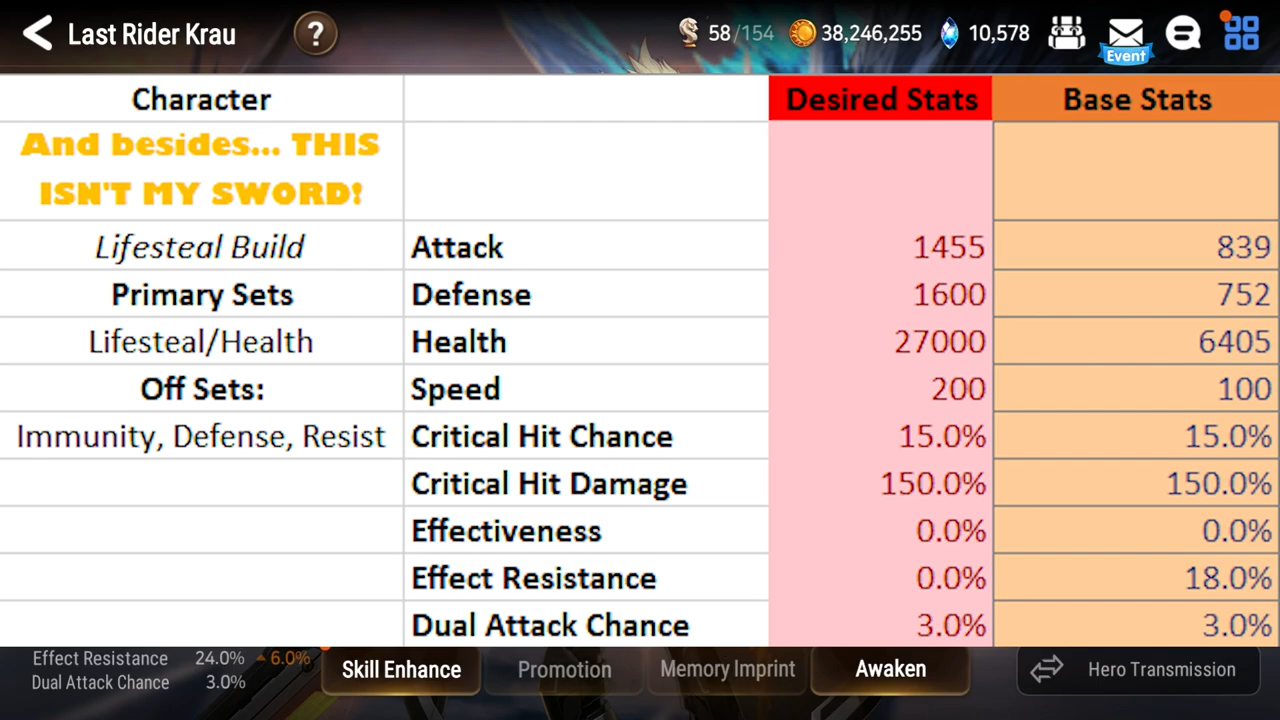 Last Rider Krau ? 58/154 38,246,255 10,578
Event
Character Desired Stats Base Stats
And besides... THIS
ISN'T MY SWORD!
Lifesteal Build Attack 1455 839
Primary Sets Defense 1600 752
Lifesteal/Health Health 27000 6405
Off Sets: Speed 200 100
Immunity, Defense, Resist Critical Hit Chance 15.0% 15.0%
Critical Hit Damage 150.0% 150.0%
Effectiveness 0.0% 0.0%
Effect Resistance 0.0% 18.0%
Dual Attack Chance 3.0% 3.0%
Effect Resistance 24.0% 6.0%
Dual Attack Chance 3.0%
Skill Enhance Promotion Memory Imprint Awaken Hero Transmission